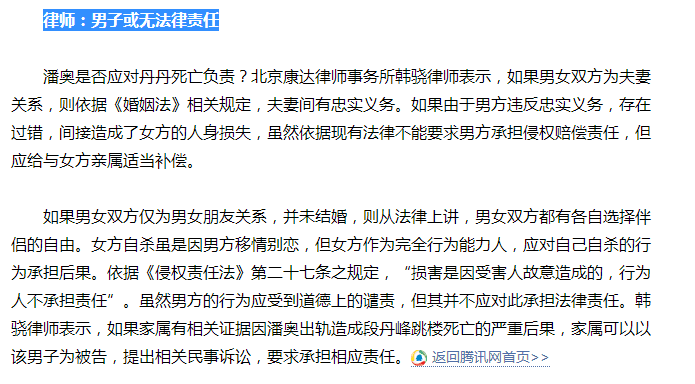 律师：男子或无法律责任
潘奥是否应对丹丹死亡负责？北京康达律师事务所韩骁律师表示，如果男女双方为夫妻
关系，则依据《婚姻法》相关规定，夫妻间有忠实义务。如果由于男方违反忠实义务，存在
过错，间接造成了女方的人身损失，虽然依据现有法律不能要求男方承担侵权赔偿责任，但
应给与女方亲属适当补偿。
如果男女双方仅为男女朋友关系，并未结婚，则从法律上讲，男女双方都有各自选择伴
侣的自由。女方自杀虽是因男方移情别恋，但女方作为完全行为能力人，应对自己自杀的行
为承担后果。依据《侵权责任法》第二十七条之规定，“损害是因受害人故意造成的，行为
人不承担责任”。虽然男方的行为应受到道德上的谴责，但其并不应对此承担法律责任。韩
骁律师表示，如果家属有相关证据因潘奥出轨造成段丹峰跳楼死亡的严重后果，家属可以以
该男子为被告，提出相关民事诉讼，要求承担相应责任。返回腾讯网首页>>